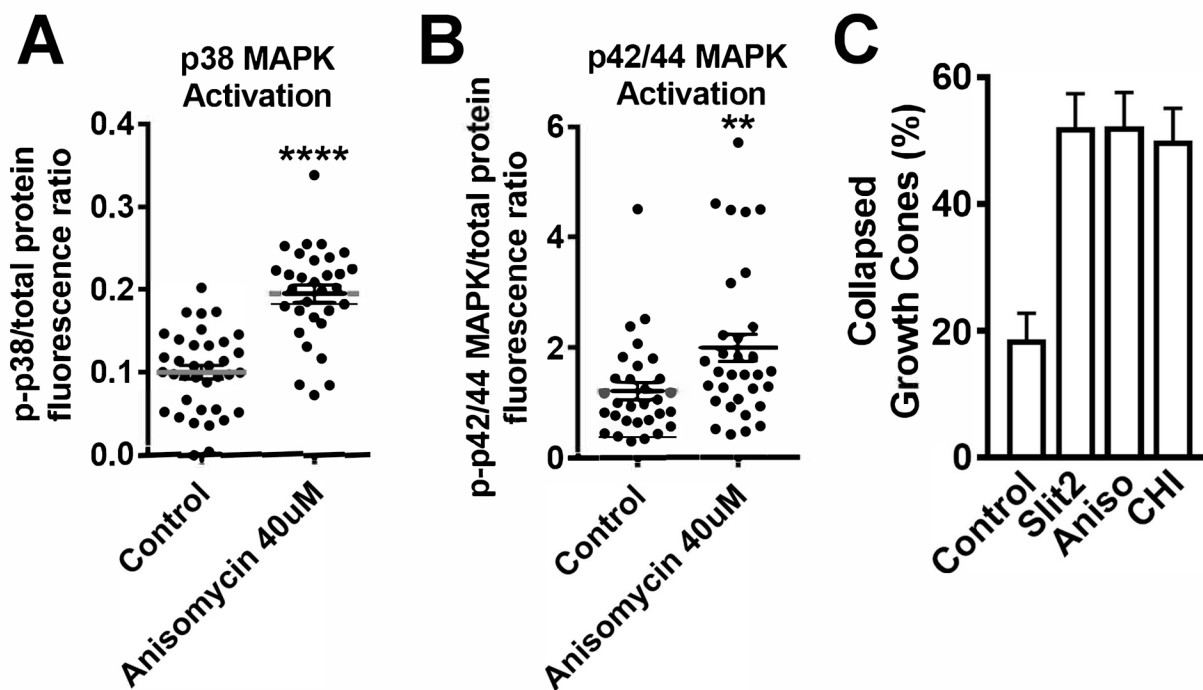 A
p38 MAPK
Activation
p-p38/total protein
fluorescence ratio
0.4
0.3
0.2
0.1
0.0
****
Control
Anisomycin 40uM
B
p42/44 MAPK
Activation
p-p42/44 MAPK/total protein
fluorescence ratio
6
4
2
0
**
Control
Anisomycin 40uM
C
Collapsed
Growth Cones (%)
60
40
20
0
Control
Slit2
Aniso
CHI